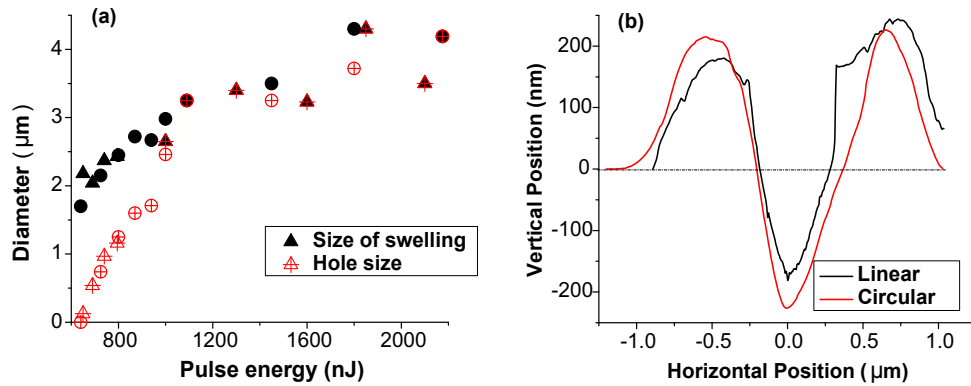 (a)
Diameter (µm)
4
3
2
1
0
800
1200
1600
2000
Pulse energy (nJ)
Size of swelling
Hole size
(b)
Vertical Position (nm)
200
100
0
-100
-200
-1.0
-0.5
0.0
0.5
1.0
Horizontal Position (µm)
Linear
Circular